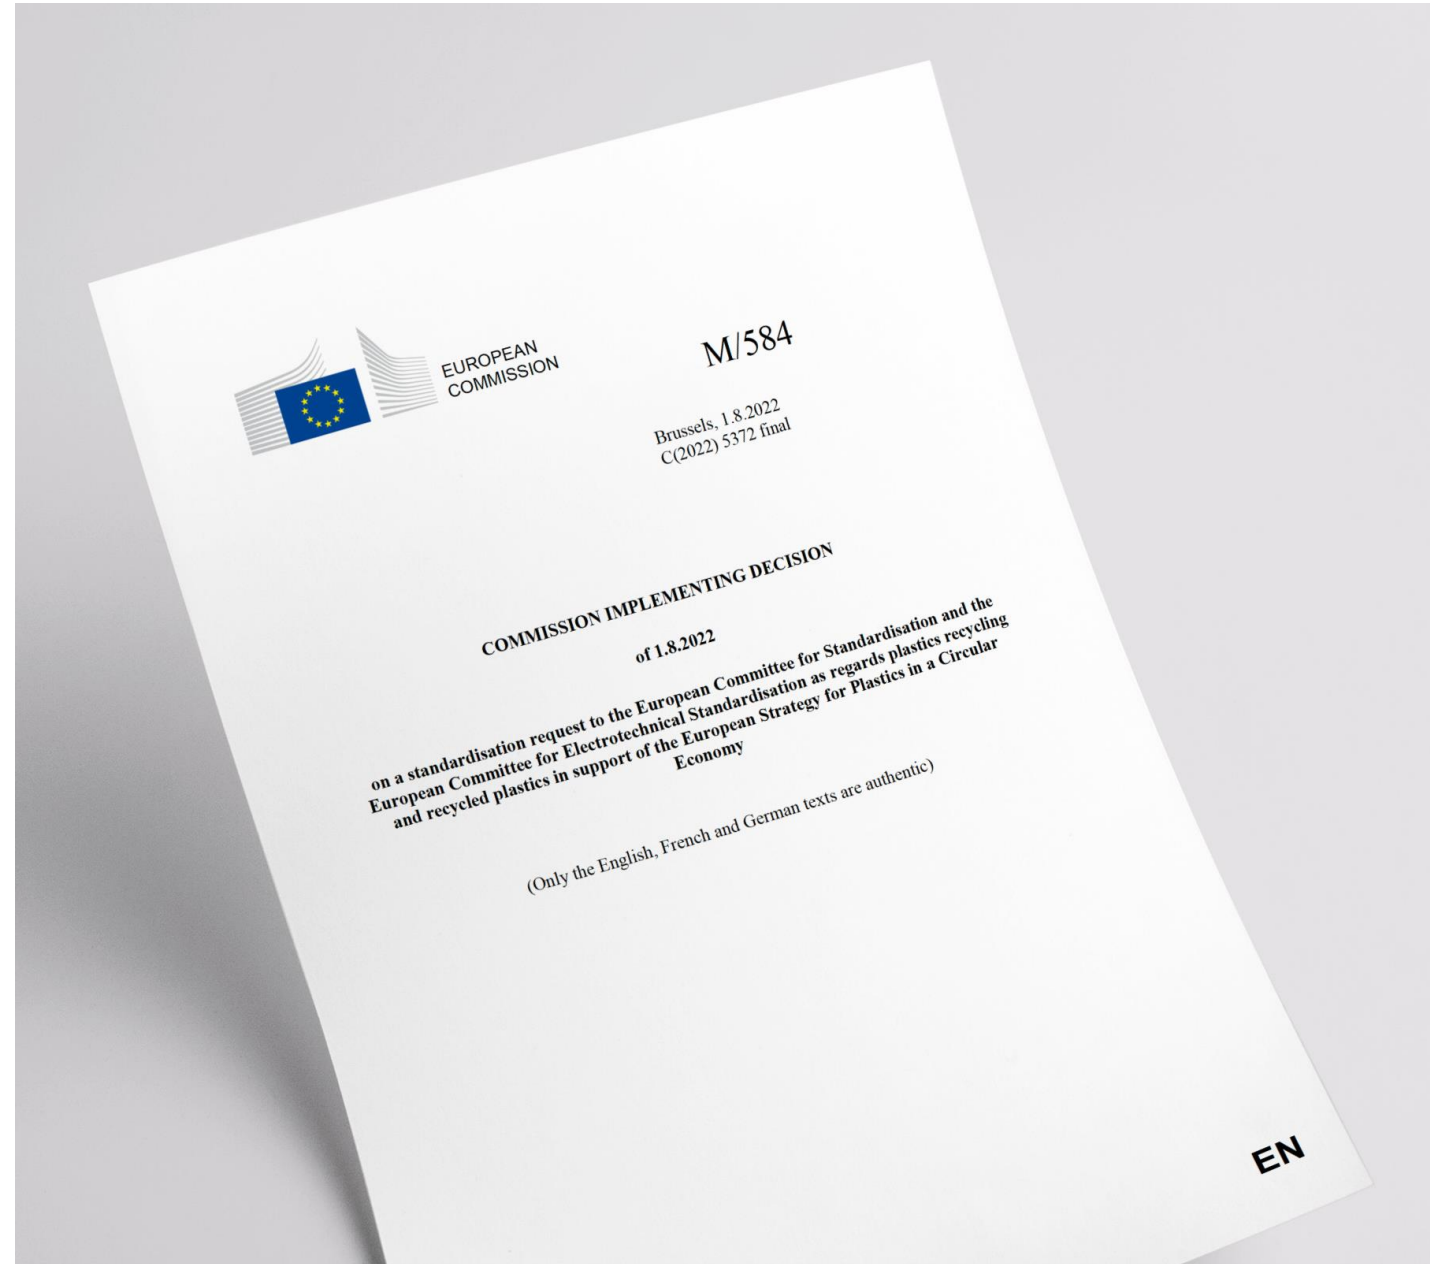 EUROPEAN
COMMISSION
M/584
Brussels, 1.8.2022
C(2022) 5372 final
COMMISSION IMPLEMENTING DECISION
of 1.8.2022
on a standardisation request to the European Committee for Standardisation and the
European Committee for Electrotechnical Standardisation as regards plastics recycling
and recycled plastics in support of the European Strategy for Plastics in a Circular
Economy
(Only the English, French and German texts are authentic)
EN